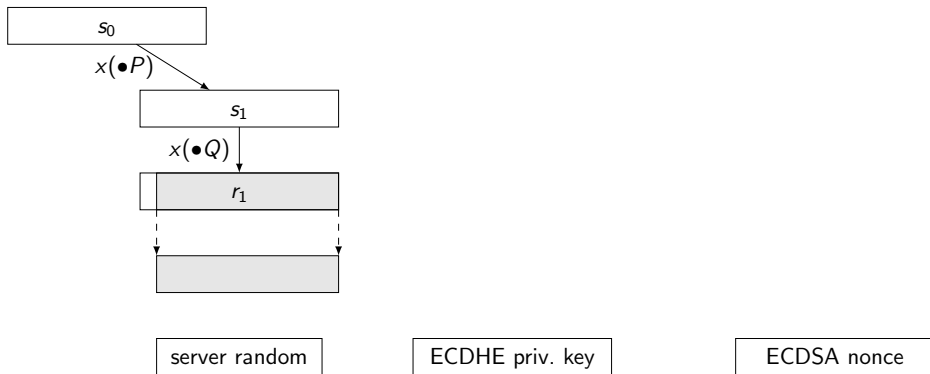 s₀
x(•P)
s₁
x(•Q)
r₁
server random
ECDHE priv. key
ECDSA nonce